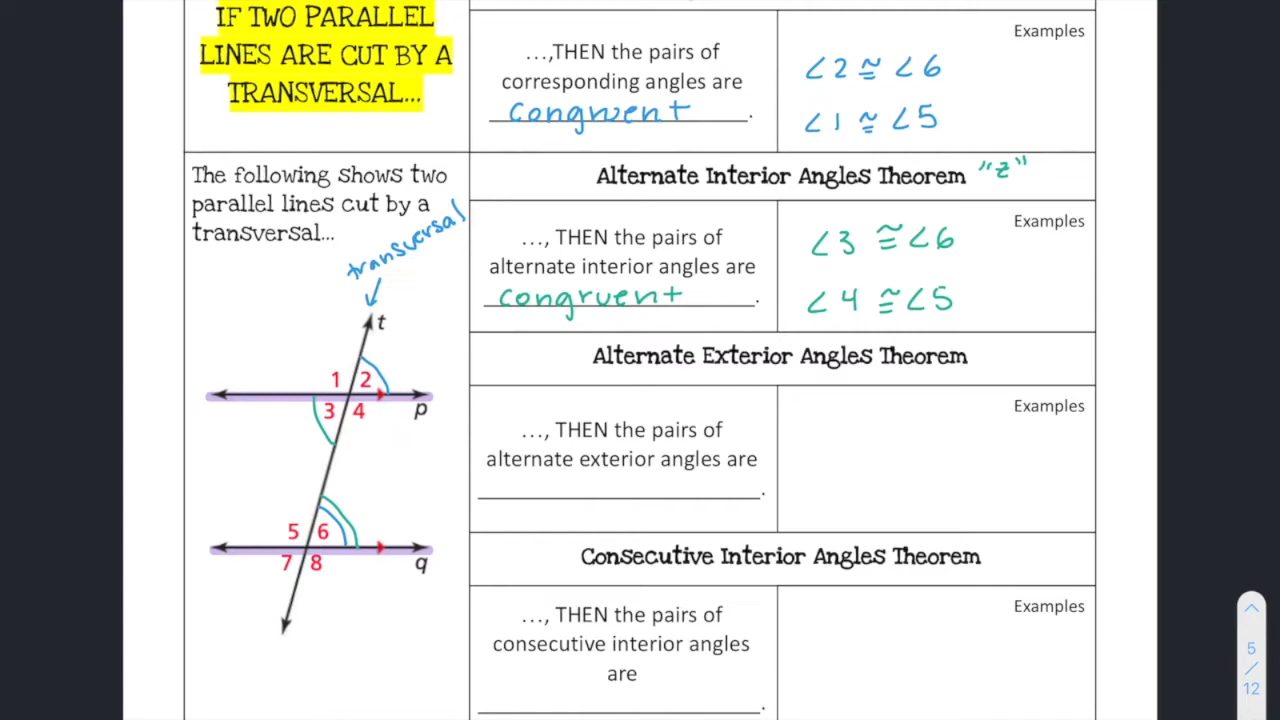 IF TWO PARALLEL
LINES ARE CUT BY A
TRANSVERSAL...
...,THEN the pairs of
corresponding angles are
congruent.
Examples
∠2 ≅ ∠6
∠1 ≅ ∠5
The following shows two
parallel lines cut by a
transversal...
transversal
t
1 2
3 4
p
5 6
7 8
q
Alternate Interior Angles Theorem "z"
..., THEN the pairs of
alternate interior angles are
congruent.
Examples
∠3 ≅ ∠6
∠4 ≅ ∠5
Alternate Exterior Angles Theorem
..., THEN the pairs of
alternate exterior angles are
.
Examples
Consecutive Interior Angles Theorem
..., THEN the pairs of
consecutive interior angles
are
.
Examples
5
/
12